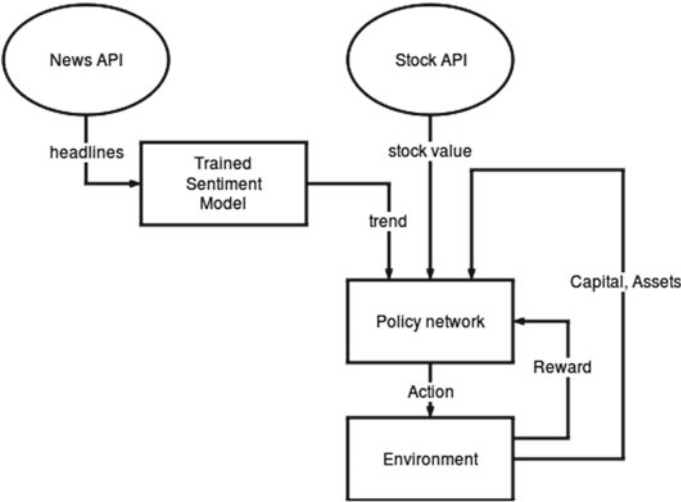 News API
Stock API
headlines
stock value
Trained
Sentiment
Model
trend
Capital, Assets
Policy network
Reward
Action
Environment